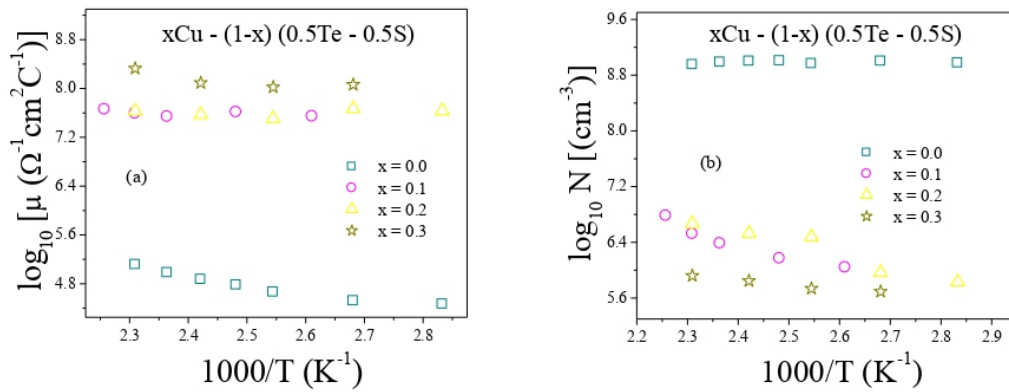 xCu - (1-x) (0.5Te - 0.5S)
log10 [μ (Ω-1cm2C-1)]
8.8
8.0
7.2
6.4
5.6
4.8
(a)
x = 0.0
x = 0.1
x = 0.2
x = 0.3
2.3 2.4 2.5 2.6 2.7 2.8
1000/T (K-1)
xCu - (1-x) (0.5Te - 0.5S)
log10 N [(cm-3)
9.6
8.8
8.0
7.2
6.4
5.6
(b)
x = 0.0
x = 0.1
x = 0.2
x = 0.3
2.2 2.3 2.4 2.5 2.6 2.7 2.8 2.9
1000/T (K-1)